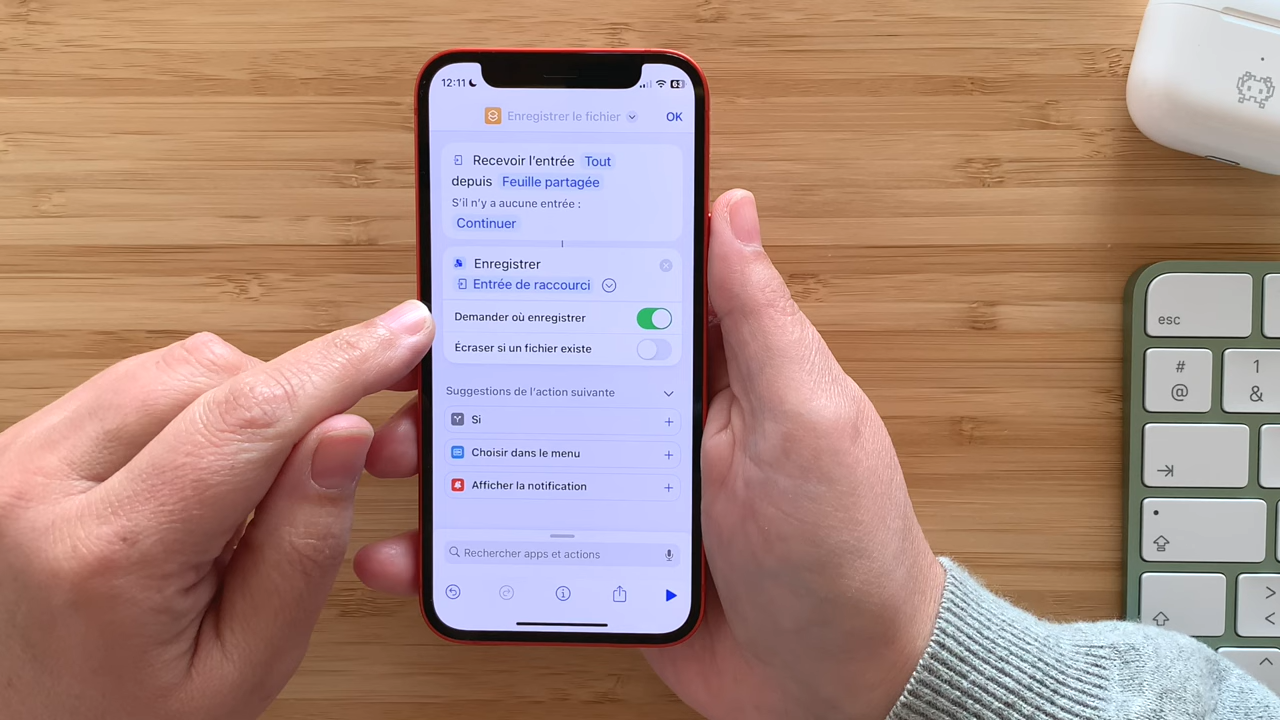 12:11
Enregistrer le fichier
OK
Recevoir l'entrée Tout
depuis Feuille partagée
S'il n'y a aucune entrée :
Continuer
Enregistrer
Entrée de raccourci
Demander où enregistrer
Écraser si un fichier existe
Suggestions de l'action suivante
Si
Choisir dans le menu
Afficher la notification
Rechercher apps et actions
esc
#
@
1
&
>
<